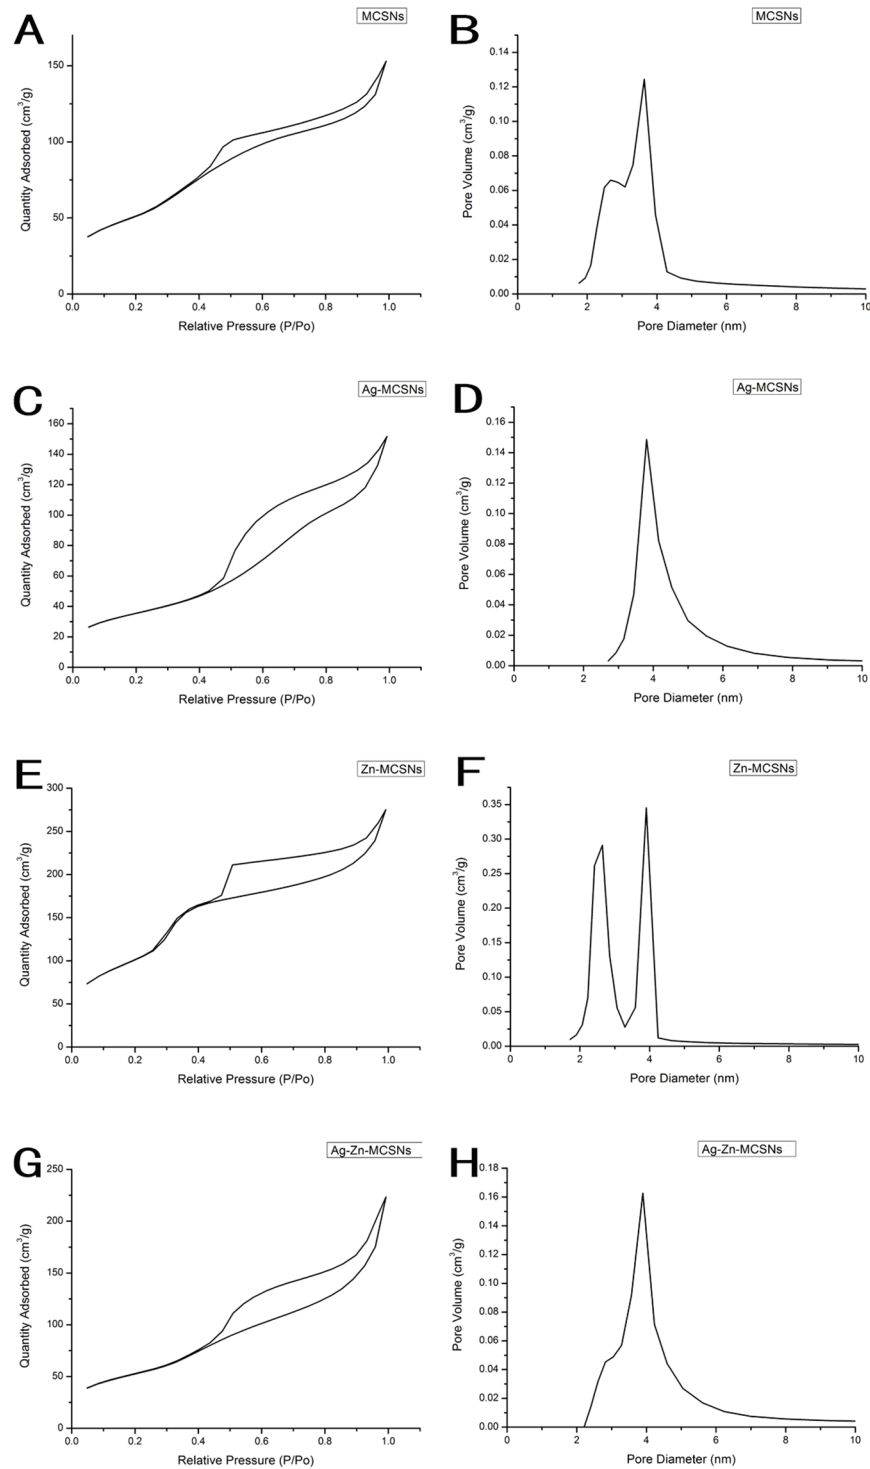 A
MCSNs
Quantity Adsorbed (cm³/g)
150
100
50
0
0.0 0.2 0.4 0.6 0.8 1.0
Relative Pressure (P/Po)
B
MCSNs
Pore Volume (cm³/g)
0.14
0.12
0.10
0.08
0.06
0.04
0.02
0.00
0 2 4 6 8 10
Pore Diameter (nm)
C
Ag-MCSNs
Quantity Adsorbed (cm³/g)
160
140
120
100
80
60
40
20
0
0.0 0.2 0.4 0.6 0.8 1.0
Relative Pressure (P/Po)
D
Ag-MCSNs
Pore Volume (cm³/g)
0.16
0.14
0.12
0.10
0.08
0.06
0.04
0.02
0.00
0 2 4 6 8 10
Pore Diameter (nm)
E
Zn-MCSNs
Quantity Adsorbed (cm³/g)
300
250
200
150
100
50
0
0.0 0.2 0.4 0.6 0.8 1.0
Relative Pressure (P/Po)
F
Zn-MCSNs
Pore Volume (cm³/g)
0.35
0.30
0.25
0.20
0.15
0.10
0.05
0.00
0 2 4 6 8 10
Pore Diameter (nm)
G
Ag-Zn-MCSNs
Quantity Adsorbed (cm³/g)
250
200
150
100
50
0
0.0 0.2 0.4 0.6 0.8 1.0
Relative Pressure (P/Po)
H
Ag-Zn-MCSNs
Pore Volume (cm³/g)
0.18
0.16
0.14
0.12
0.10
0.08
0.06
0.04
0.02
0.00
0 2 4 6 8 10
Pore Diameter (nm)